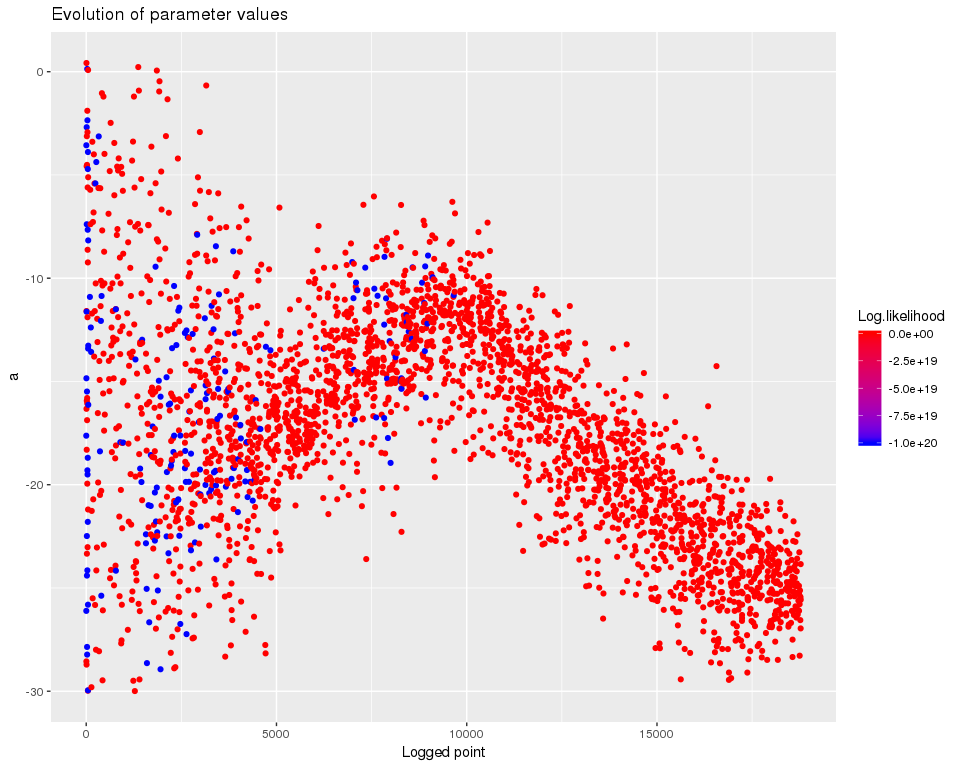 Evolution of parameter values
0
-10
-20
-30
a
0
5000
10000
15000
Logged point
Log.likelihood
0.0e+00
-2.5e+19
-5.0e+19
-7.5e+19
-1.0e+20